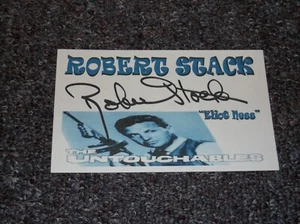 ROBERT STACK
Robert Stack
"Eliot Ness"
THE
UNTOUCHABLES